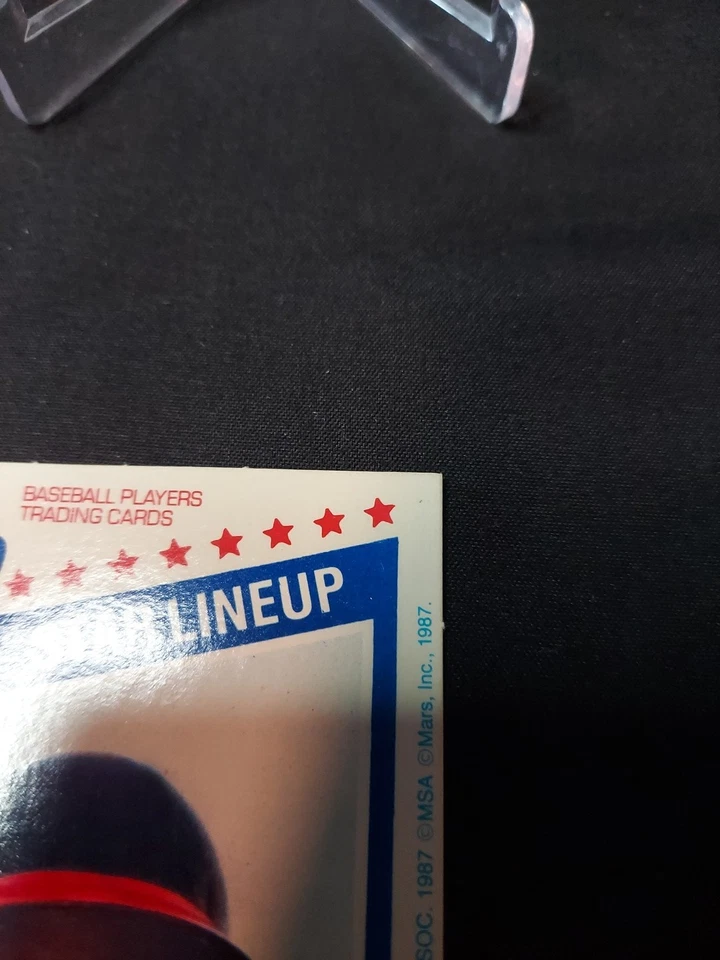 BASEBALL PLAYERS
TRADING CARDS
LINEUP
SOC. 1987 ©MSA ©Mars, Inc., 1987.